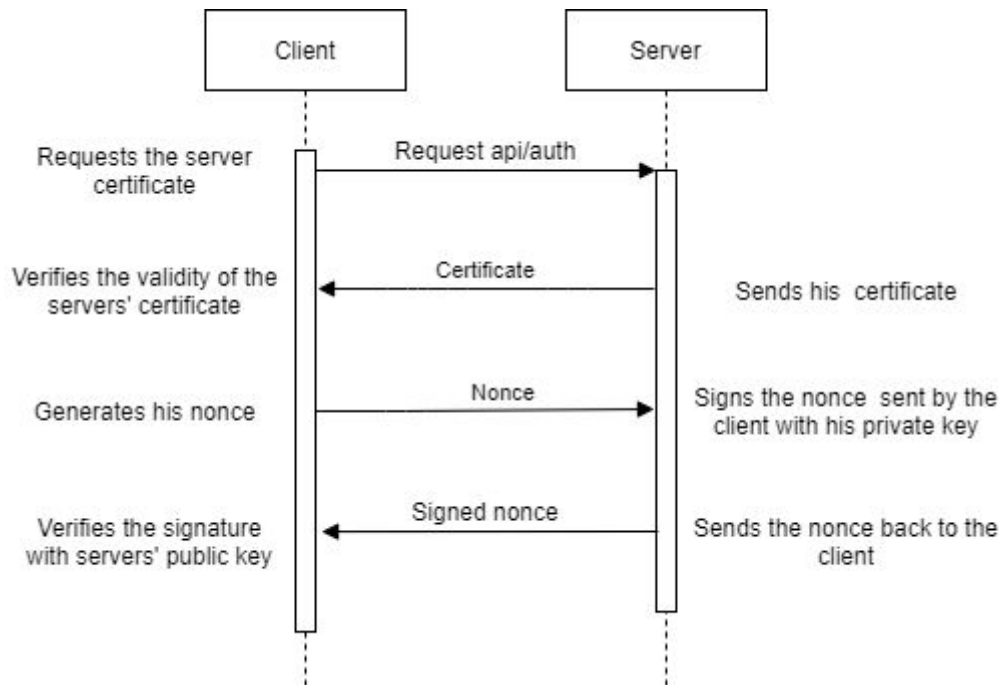 Client
Server
Requests the server
certificate
Request api/auth
Verifies the validity of the
servers' certificate
Certificate
Sends his certificate
Generates his nonce
Nonce
Signs the nonce sent by the
client with his private key
Verifies the signature
with servers' public key
Signed nonce
Sends the nonce back to the
client